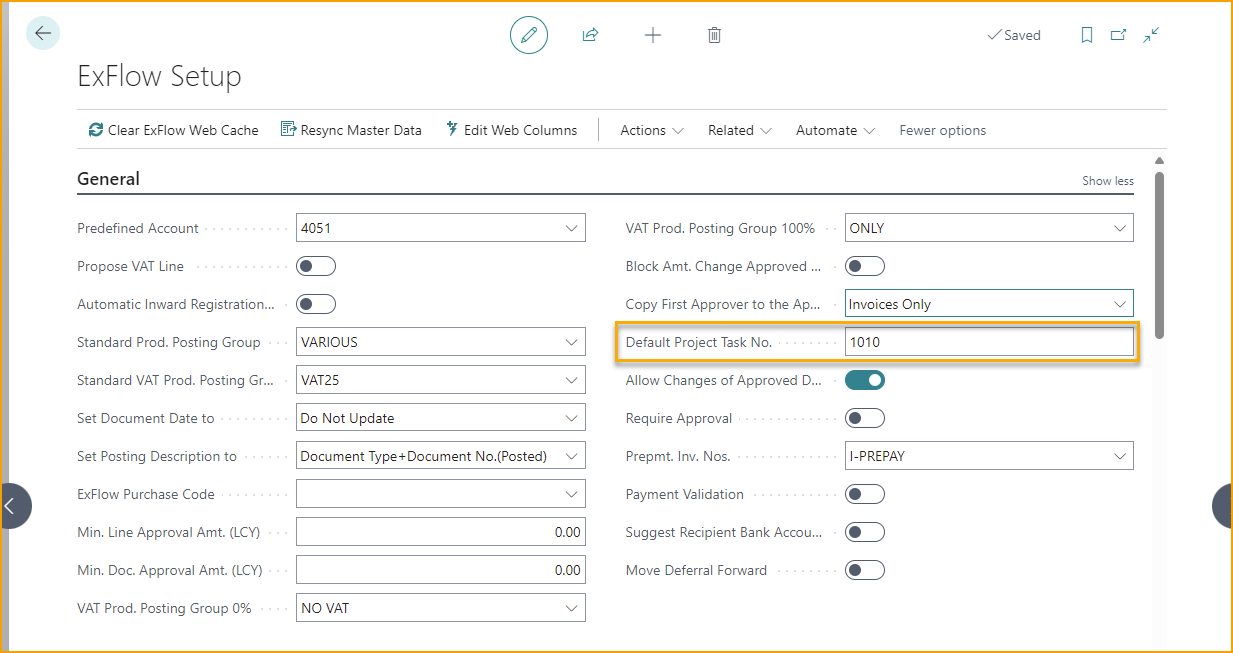 Saved
ExFlow Setup
Clear ExFlow Web Cache Resync Master Data Edit Web Columns Actions Related Automate Fewer options
General
Show less
Predefined Account 4051
Propose VAT Line
Automatic Inward Registration...
Standard Prod. Posting Group VARIOUS
Standard VAT Prod. Posting Gr... VAT25
Set Document Date to Do Not Update
Set Posting Description to Document Type+Document No.(Posted)
ExFlow Purchase Code
Min. Line Approval Amt. (LCY) 0.00
Min. Doc. Approval Amt. (LCY) 0.00
VAT Prod. Posting Group 0% NO VAT
VAT Prod. Posting Group 100% ONLY
Block Amt. Change Approved ...
Copy First Approver to the Ap... Invoices Only
Default Project Task No. 1010
Allow Changes of Approved D...
Require Approval
Prepmt. Inv. Nos. I-PREPAY
Payment Validation
Suggest Recipient Bank Accou...
Move Deferral Forward